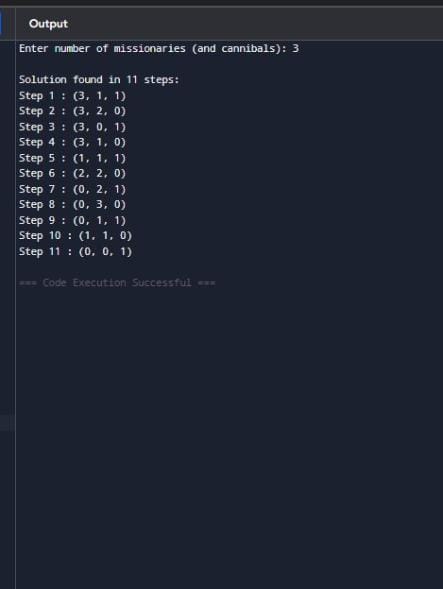 Output
Enter number of missionaries (and cannibals): 3
Solution found in 11 steps:
Step 1 : (3, 1, 1)
Step 2 : (3, 2, 0)
Step 3 : (3, 0, 1)
Step 4 : (3, 1, 0)
Step 5 : (1, 1, 1)
Step 6 : (2, 2, 0)
Step 7 : (0, 2, 1)
Step 8 : (0, 3, 0)
Step 9 : (0, 1, 1)
Step 10 : (1, 1, 0)
Step 11 : (0, 0, 1)
=== Code Execution Successful ===